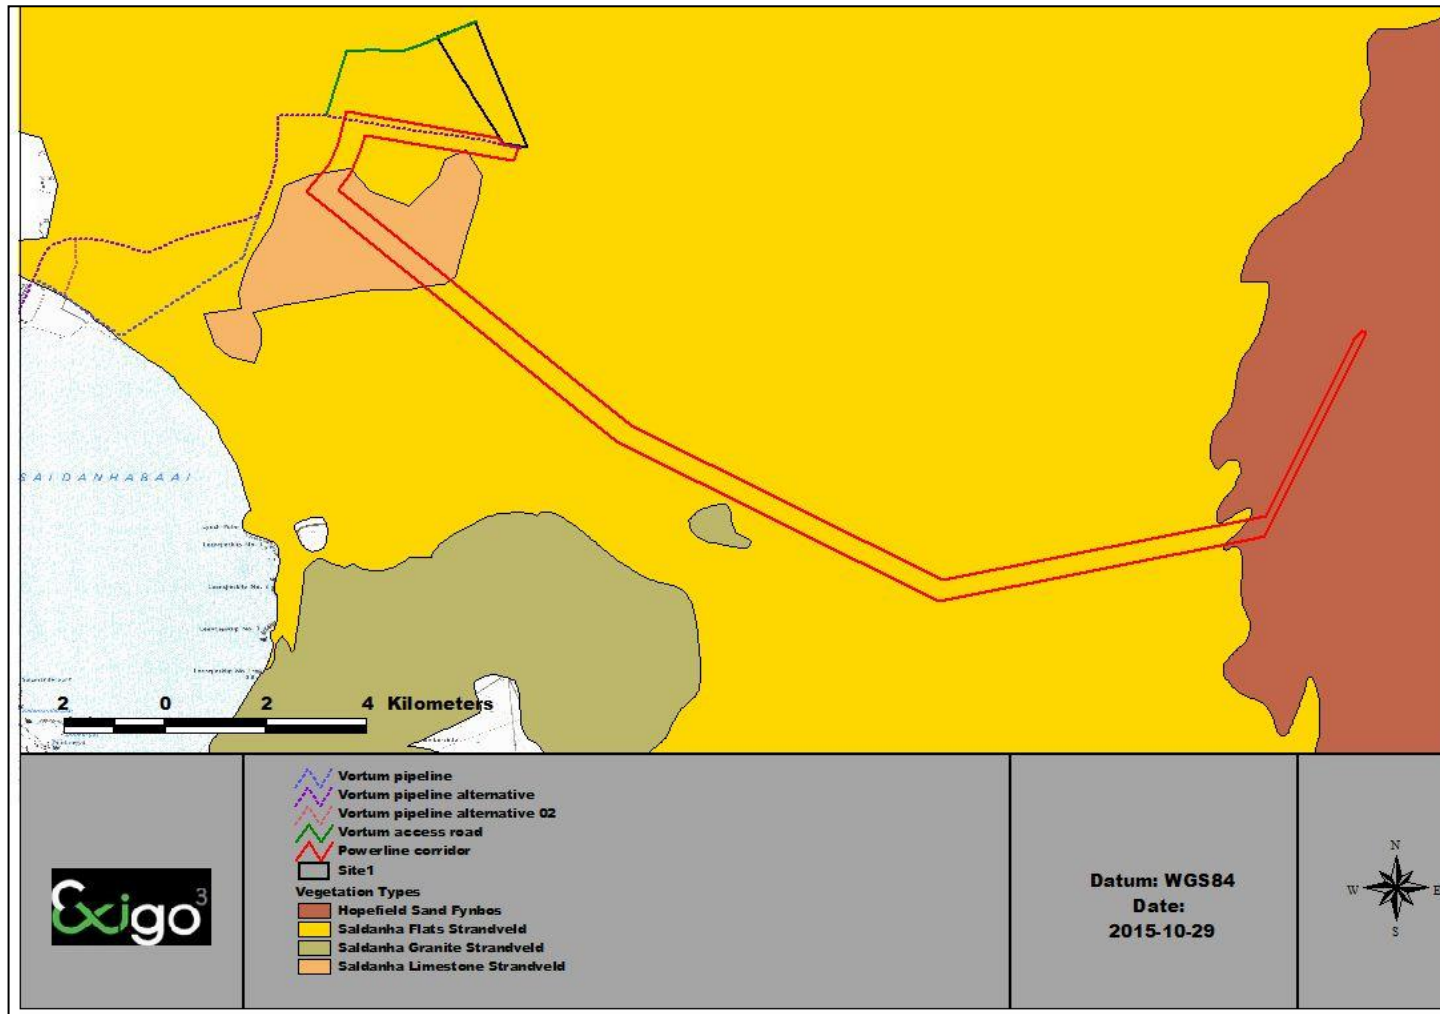 SALDANHABAAI
2 0 2 4 Kilometers
Vortum pipeline
Vortum pipeline alternative
Vortum pipeline alternative 02
Vortum access road
Powerline corridor
Site1
Vegetation Types
Hopefield Sand Fynbos
Saldanha Flats Strandveld
Saldanha Granite Strandveld
Saldanha Limestone Strandveld
Exigo3
Datum: WGS84
Date:
2015-10-29
N
W E
S